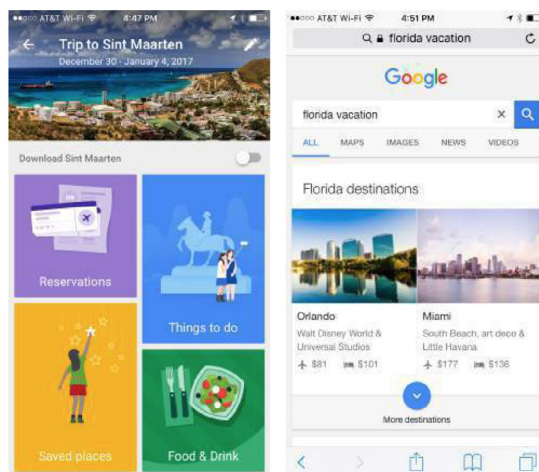 AT&T Wi-Fi 4:47 PM
Trip to Sint Maarten
December 30 - January 4, 2017
Download Sint Maarten
Reservations
Things to do
Saved places
Food & Drink
AT&T Wi-Fi 4:51 PM
florida vacation
Google
florida vacation
ALL MAPS IMAGES NEWS VIDEOS
Florida destinations
Orlando
Walt Disney World &
Universal Studios
$81 $101
Miami
South Beach, art deco &
Little Havana
$177 $136
More destinations